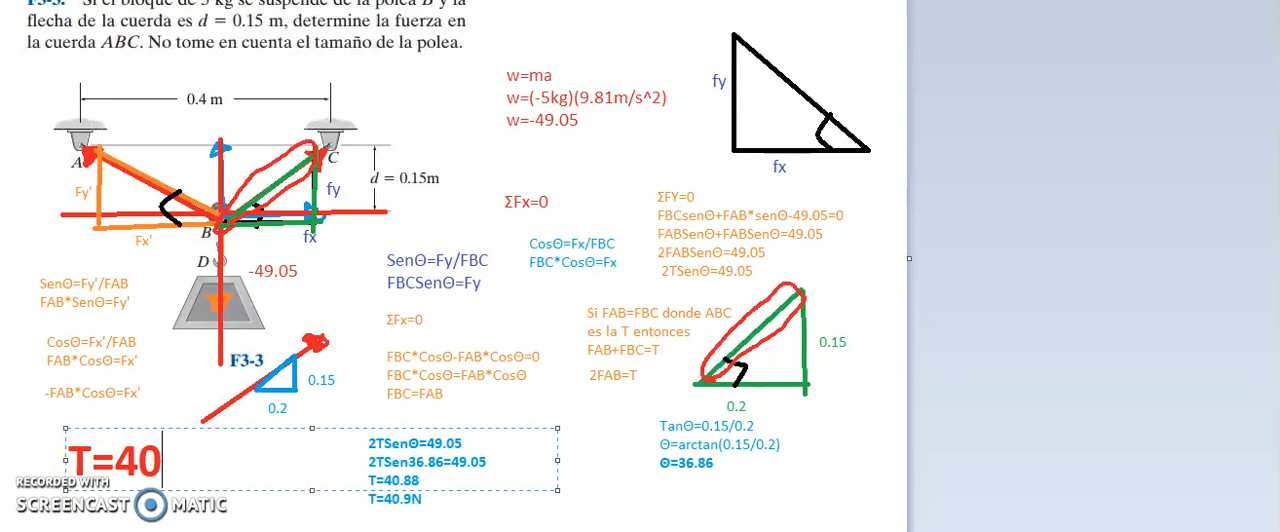 F3-3. Si el bloque de 5 kg se suspende de la polea B y la
flecha de la cuerda es d = 0.15 m, determine la fuerza en
la cuerda ABC. No tome en cuenta el tamaño de la polea.
0.4 m
A
C
d = 0.15m
Fy'
Fx'
B
fy
fx
D
-49.05
F3-3
w=ma
w=(-5kg)(9.81m/s^2)
w=-49.05
fy
fx
ΣFx=0
CosΘ=Fx/FBC
FBC*CosΘ=Fx
ΣFY=0
FBCsenΘ+FAB*senΘ-49.05=0
FABSenΘ+FABSenΘ=49.05
2FABSenΘ=49.05
2TSenΘ=49.05
SenΘ=Fy/FBC
FBCSenΘ=Fy
SenΘ=Fy'/FAB
FAB*SenΘ=Fy'
CosΘ=Fx'/FAB
FAB*CosΘ=Fx'
-FAB*CosΘ=Fx'
0.15
0.2
ΣFx=0
FBC*CosΘ-FAB*CosΘ=0
FBC*CosΘ=FAB*CosΘ
FBC=FAB
Si FAB=FBC donde ABC
es la T entonces
FAB+FBC=T
2FAB=T
0.15
0.2
TanΘ=0.15/0.2
Θ=arctan(0.15/0.2)
Θ=36.86
T=40
2TSenΘ=49.05
2TSen36.86=49.05
T=40.88
T=40.9N
RECORDED WITH
SCREENCAST MATIC